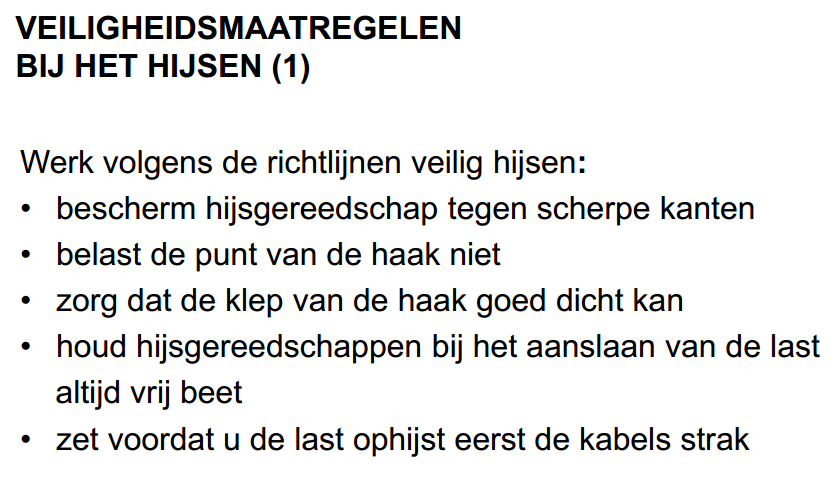 VEILIGHEIDSMAATREGELEN
BIJ HET HIJSEN (1)
Werk volgens de richtlijnen veilig hijsen:
• bescherm hijsgereedschap tegen scherpe kanten
• belast de punt van de haak niet
• zorg dat de klep van de haak goed dicht kan
• houd hijsgereedschappen bij het aanslaan van de last
altijd vrij beet
• zet voordat u de last ophijst eerst de kabels strak